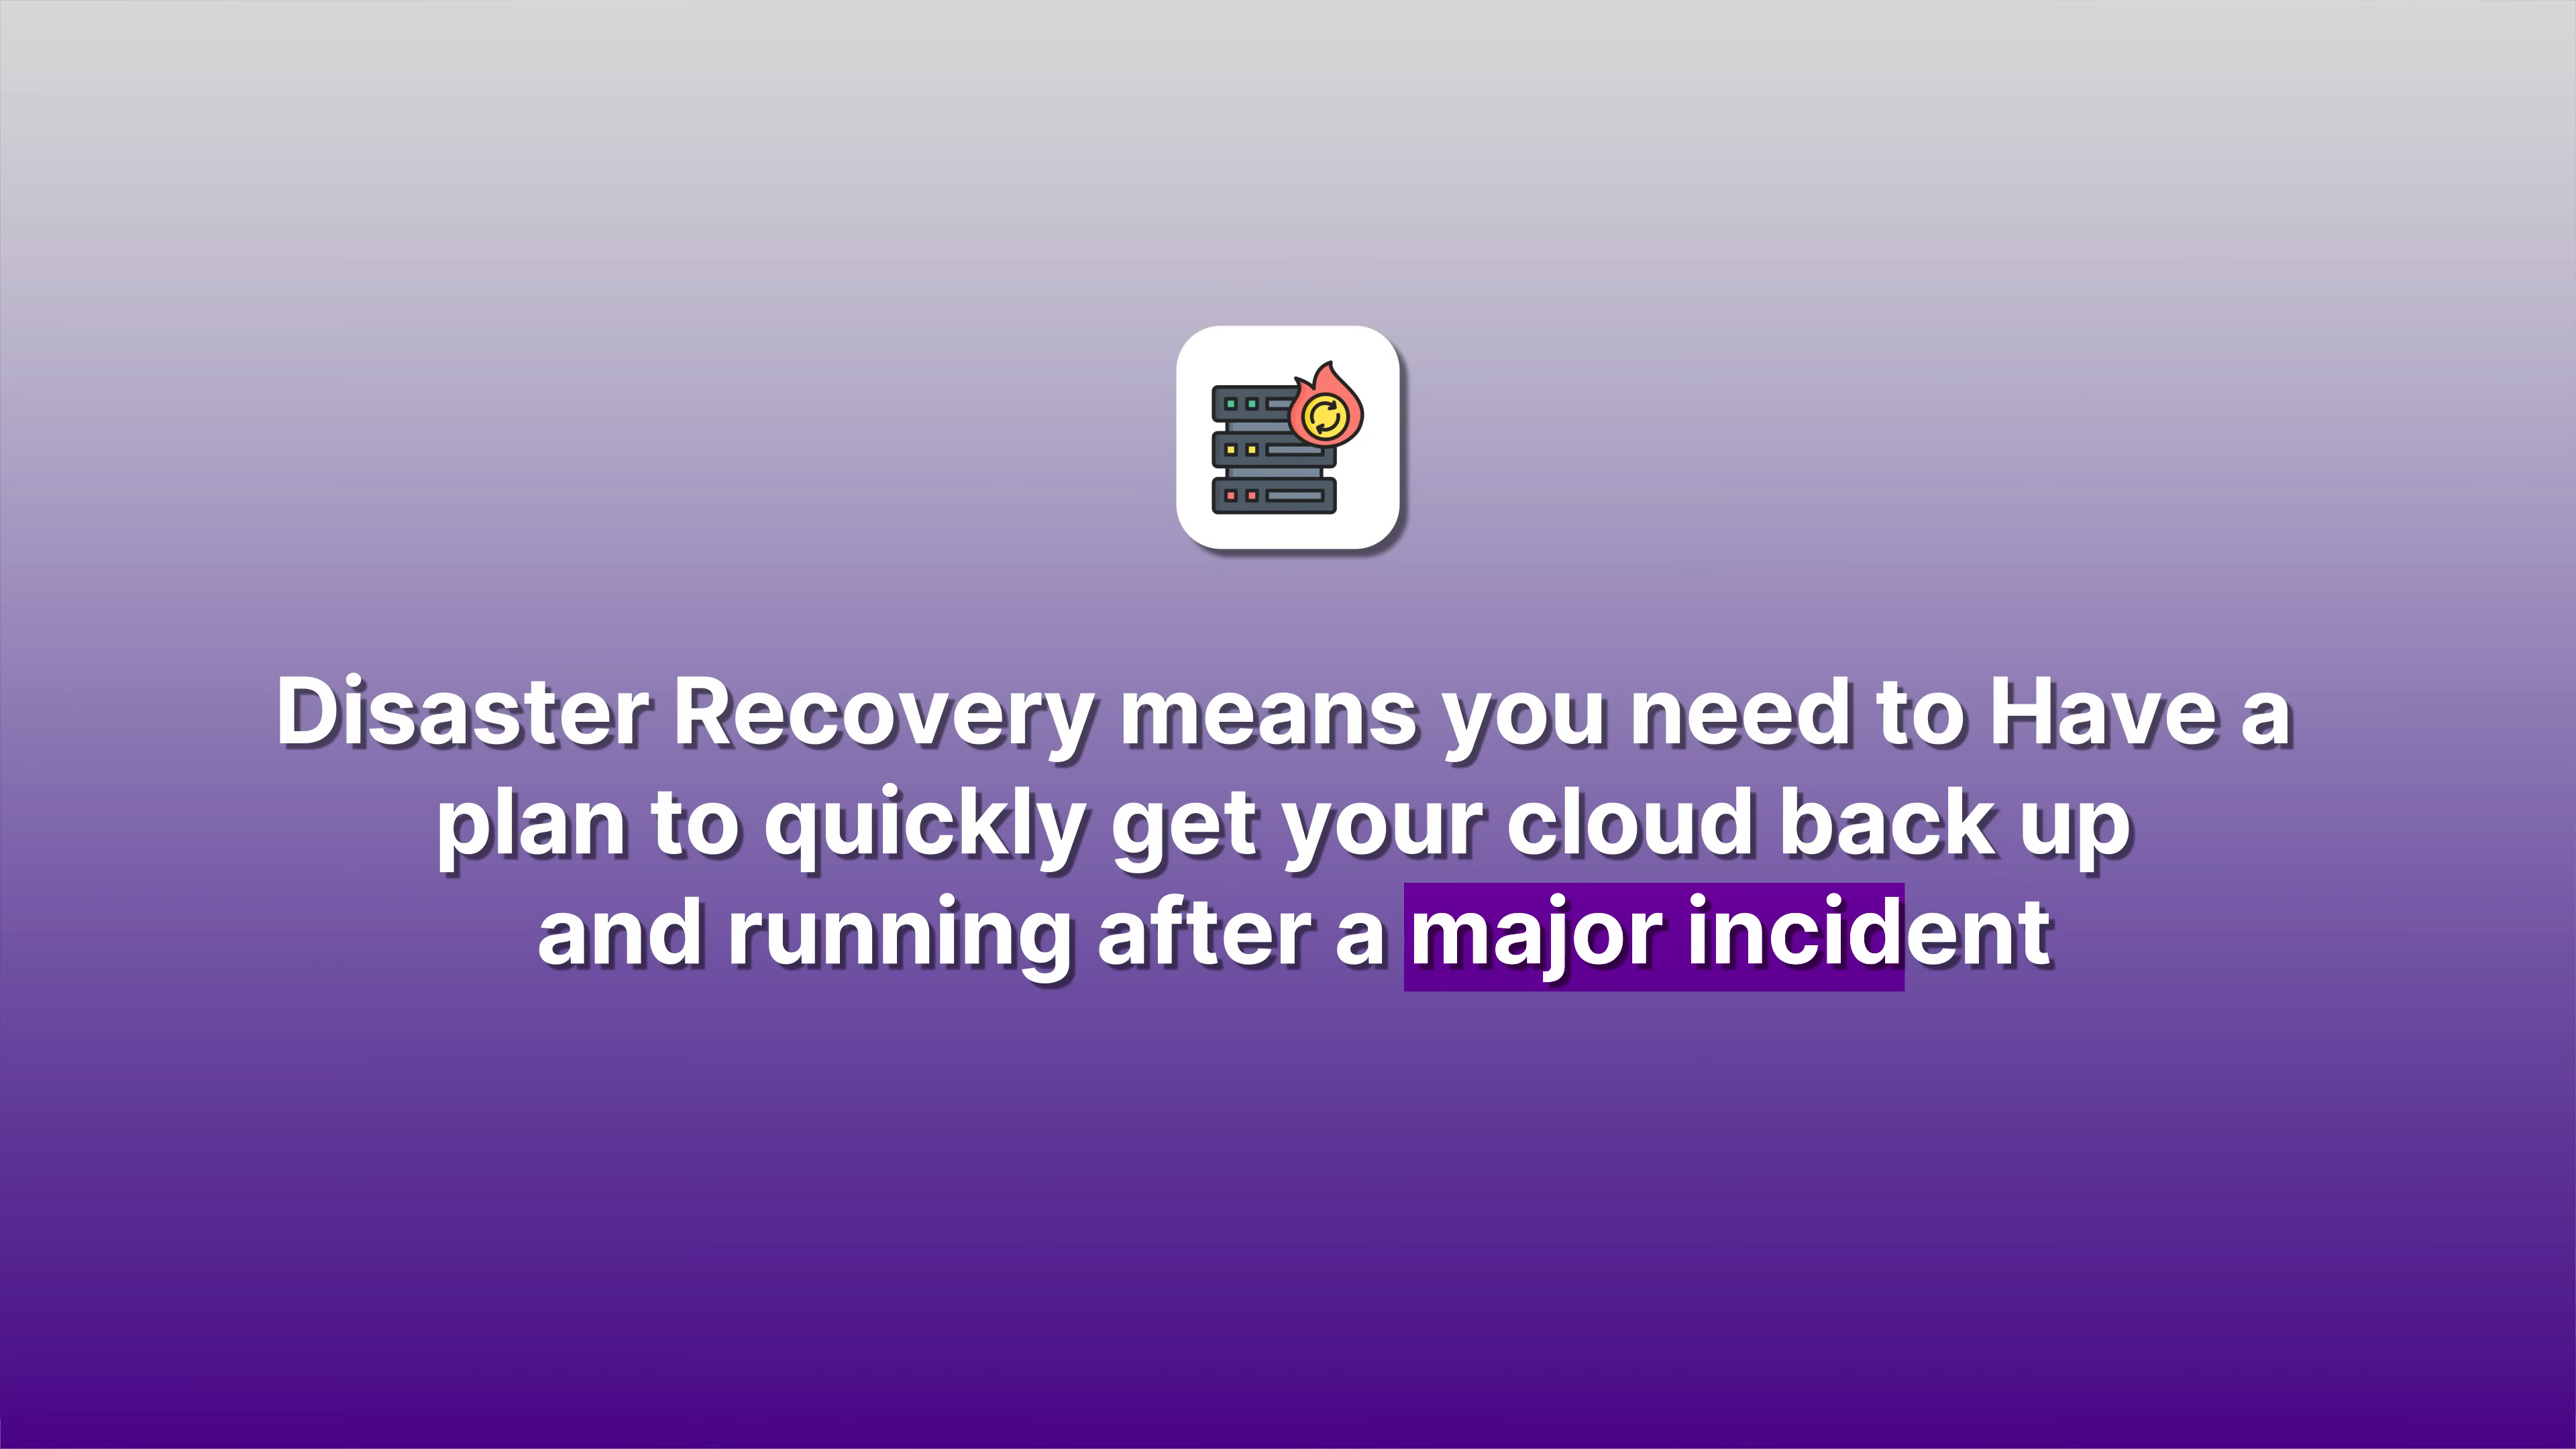 Disaster Recovery means you need to Have a
plan to quickly get your cloud back up
and running after a major incident